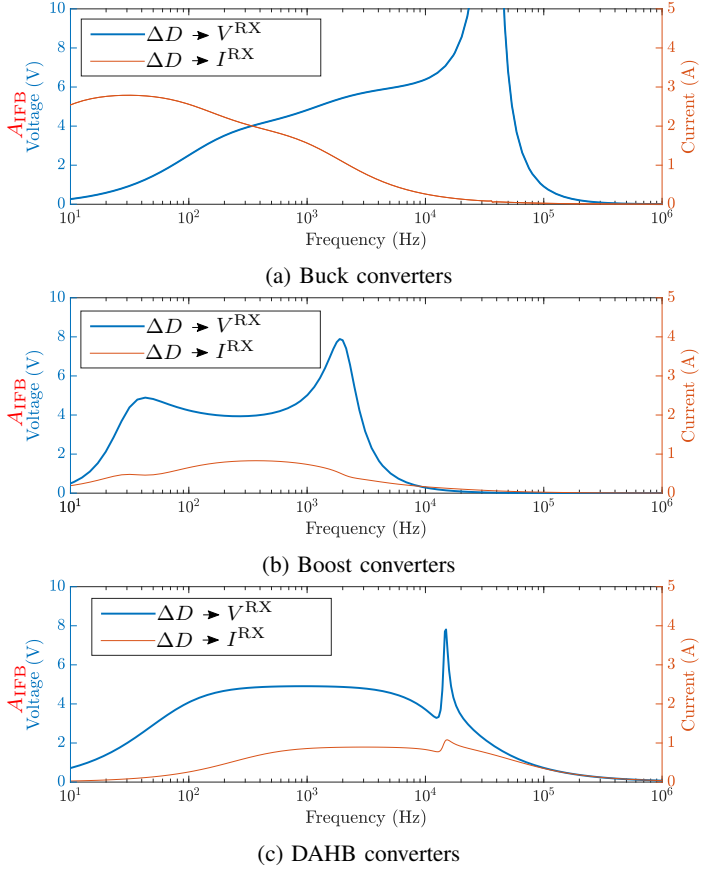 10
8
6
4
2
0
A_IFB
Voltage (V)
ΔD → V^RX
ΔD → I^RX
5
4
3
2
1
0
Current (A)
10^1 10^2 10^3 10^4 10^5 10^6
Frequency (Hz)
(a) Buck converters
10
8
6
4
2
0
A_IFB
Voltage (V)
ΔD → V^RX
ΔD → I^RX
5
4
3
2
1
0
Current (A)
10^1 10^2 10^3 10^4 10^5 10^6
Frequency (Hz)
(b) Boost converters
10
8
6
4
2
0
A_IFB
Voltage (V)
ΔD → V^RX
ΔD → I^RX
5
4
3
2
1
0
Current (A)
10^1 10^2 10^3 10^4 10^5 10^6
Frequency (Hz)
(c) DAHB converters